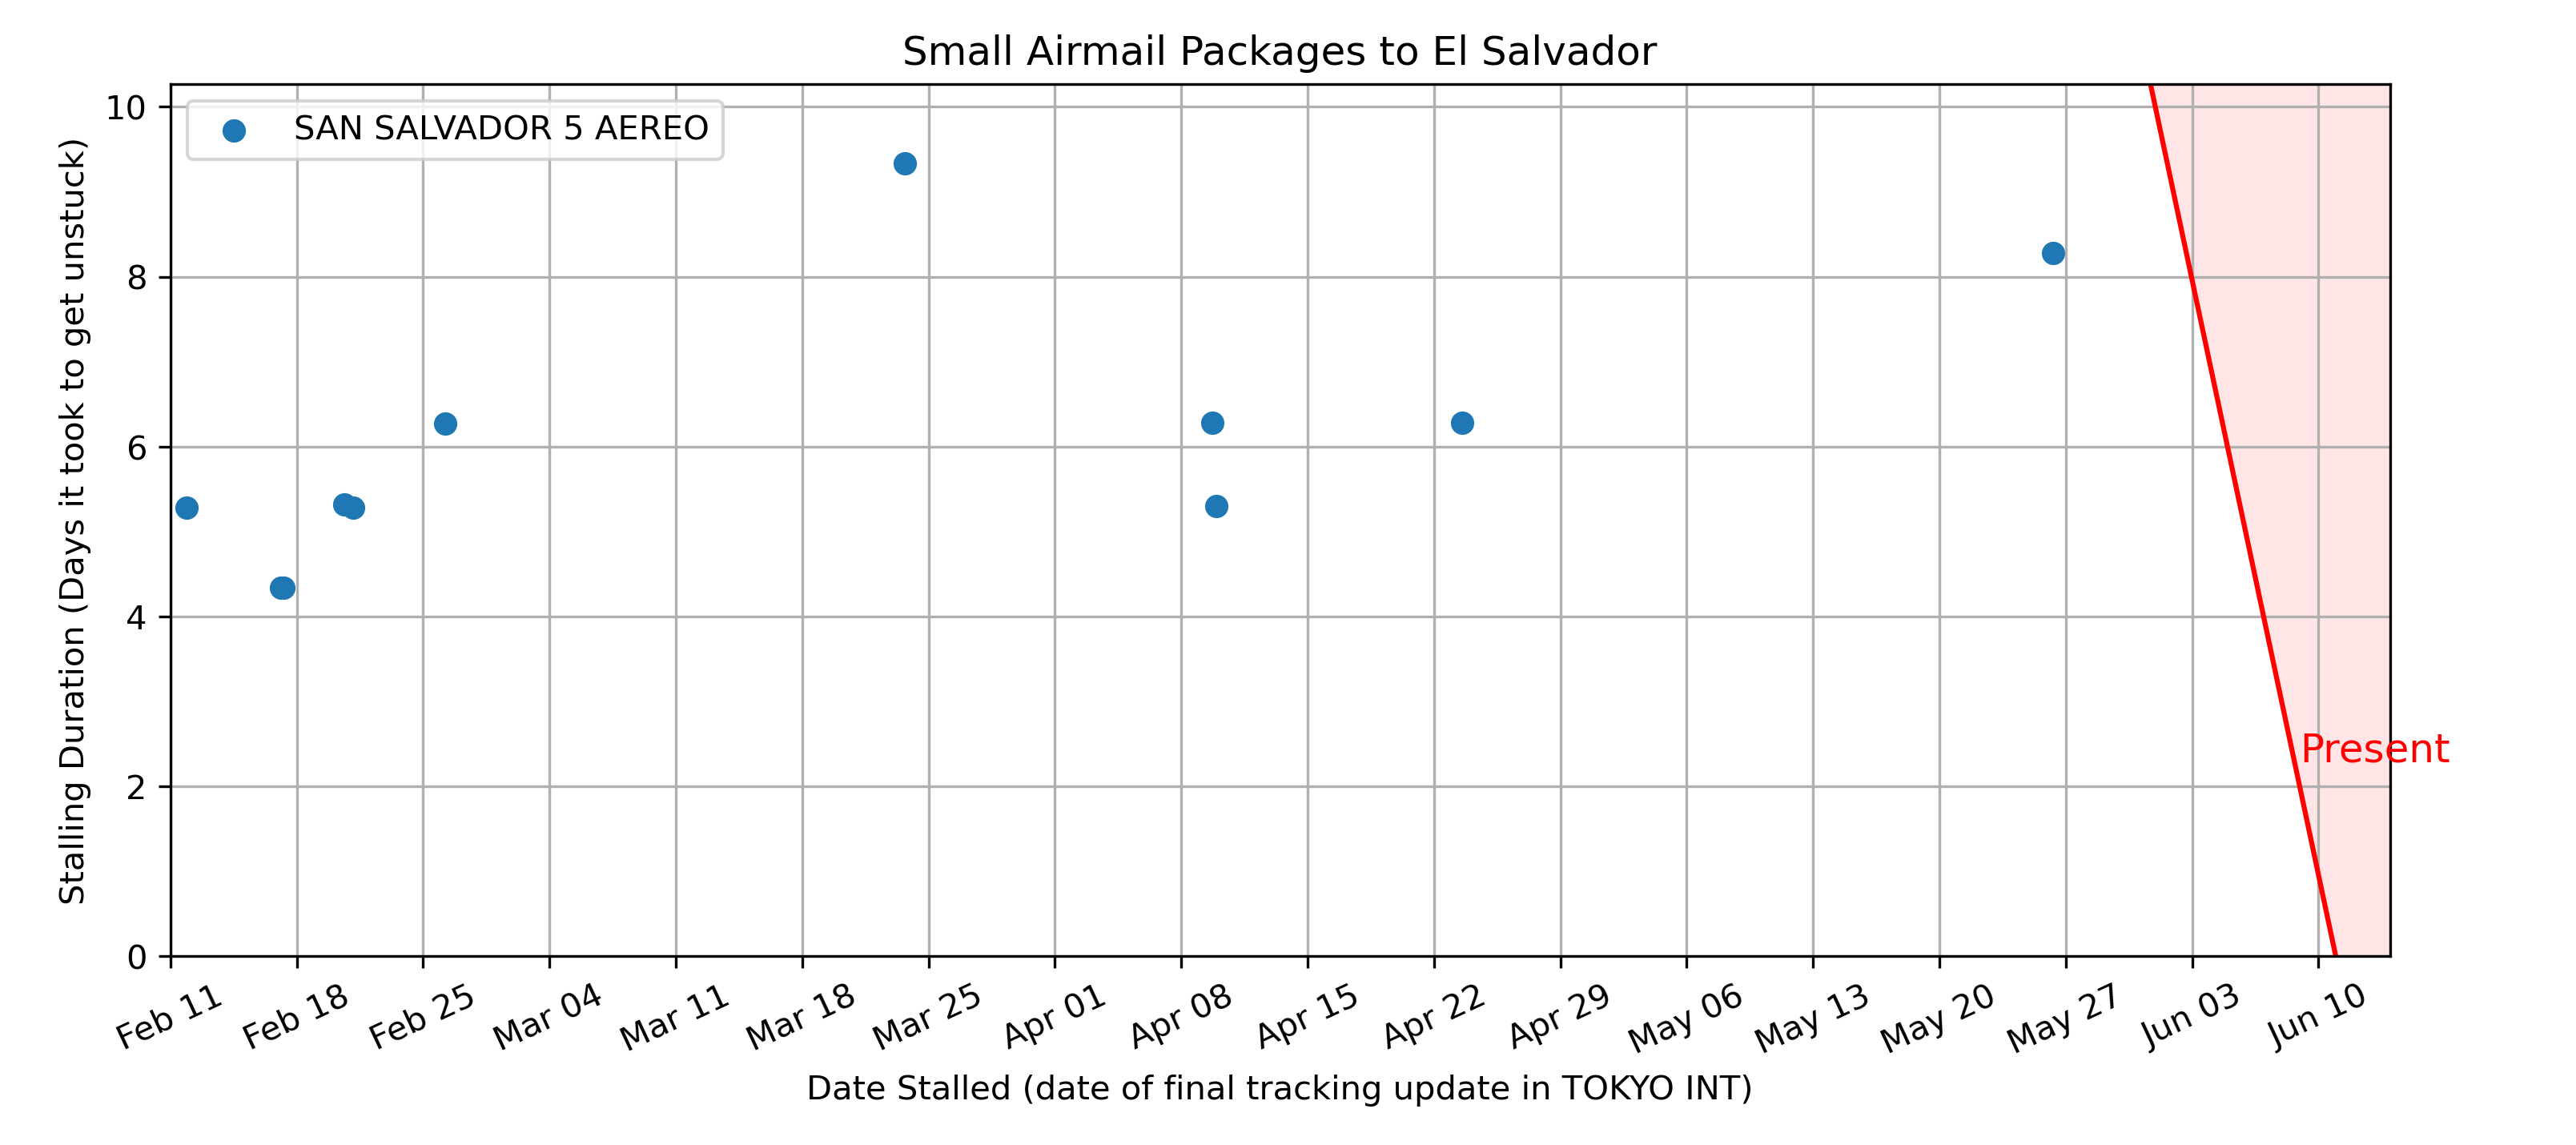 Small Airmail Packages to El Salvador
SAN SALVADOR 5 AEREO
Stalling Duration (Days it took to get unstuck)
10
8
6
4
2
0
Present
Feb 11
Feb 18
Feb 25
Mar 04
Mar 11
Mar 18
Mar 25
Apr 01
Apr 08
Apr 15
Apr 22
Apr 29
May 06
May 13
May 20
May 27
Jun 03
Jun 10
Date Stalled (date of final tracking update in TOKYO INT)